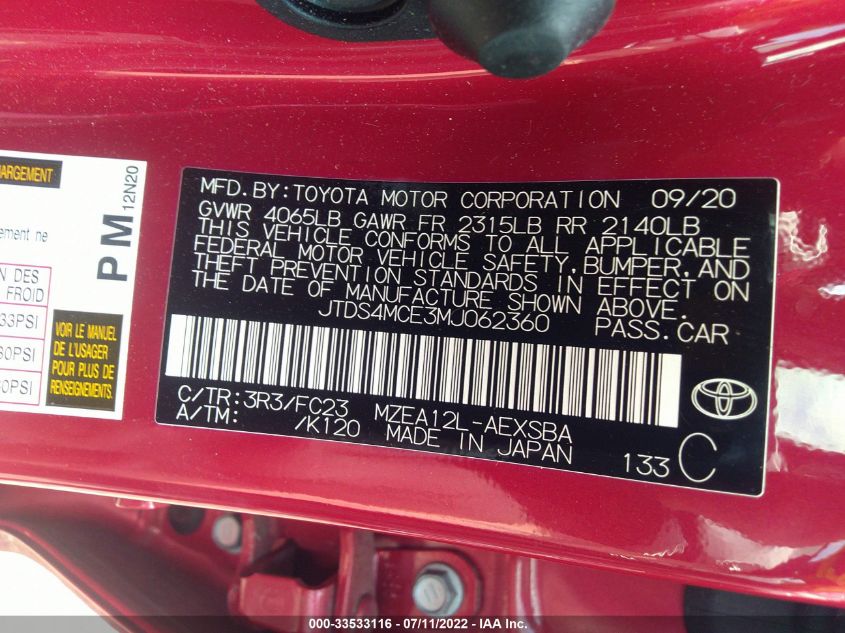 HARGEMENT
ement ne
N DES
FROID
33PSI
30PSI
60PSI
PM
12N20
VOIR LE MANUEL
DE L'USAGER
POUR PLUS DE
RENSEIGNEMENTS.
MFD.BY:TOYOTA MOTOR CORPORATION 09/20
GVWR 4065LB GAWR FR 2315LB RR 2140LB
THIS VEHICLE CONFORMS TO ALL APPLICABLE
FEDERAL MOTOR VEHICLE SAFETY,BUMPER,AND
THEFT PREVENTION STANDARDS IN EFFECT ON
THE DATE OF MANUFACTURE SHOWN ABOVE.
JTDS4MCE3MJ062360 PASS.CAR
C/TR:3R3/FC23 MZEA12L-AEXSBA
A/TM: /K120 MADE IN JAPAN
133 C
000-33533116 - 07/11/2022 - IAA Inc.